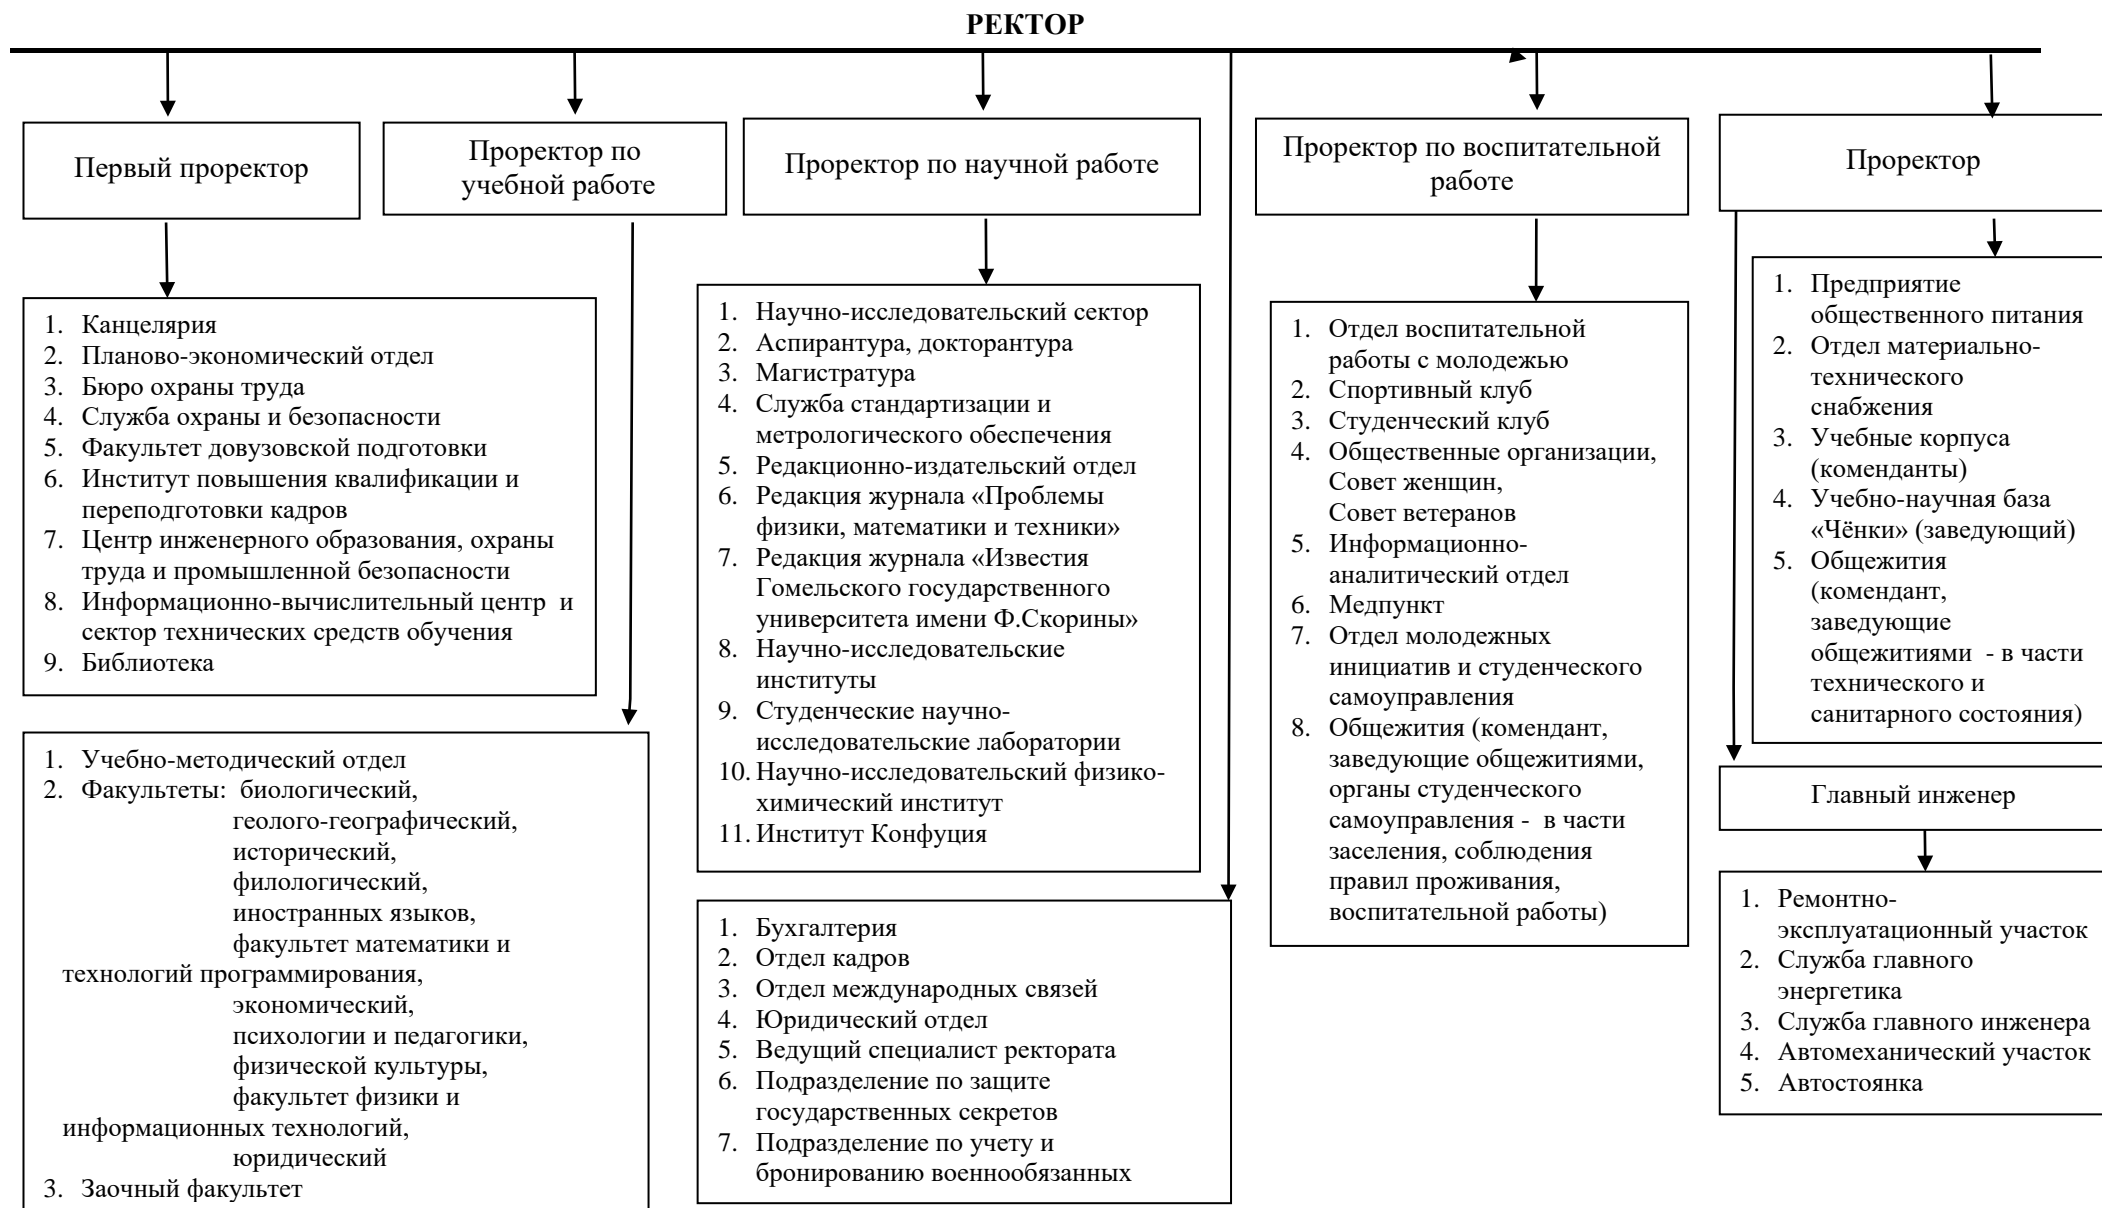 РЕКТОР
Первый проректор
Проректор по
учебной работе
Проректор по научной работе
Проректор по воспитательной
работе
Проректор
1. Канцелярия
2. Планово-экономический отдел
3. Бюро охраны труда
4. Служба охраны и безопасности
5. Факультет довузовской подготовки
6. Институт повышения квалификации и
переподготовки кадров
7. Центр инженерного образования, охраны
труда и промышленной безопасности
8. Информационно-вычислительный центр и
сектор технических средств обучения
9. Библиотека
1. Учебно-методический отдел
2. Факультеты: биологический,
геолого-географический,
исторический,
филологический,
иностранных языков,
факультет математики и
технологий программирования,
экономический,
психологии и педагогики,
физической культуры,
факультет физики и
информационных технологий,
юридический
3. Заочный факультет
1. Научно-исследовательский сектор
2. Аспирантура, докторантура
3. Магистратура
4. Служба стандартизации и
метрологического обеспечения
5. Редакционно-издательский отдел
6. Редакция журнала «Проблемы
физики, математики и техники»
7. Редакция журнала «Известия
Гомельского государственного
университета имени Ф.Скорины»
8. Научно-исследовательские
институты
9. Студенческие научно-
исследовательские лаборатории
10. Научно-исследовательский физико-
химический институт
11. Институт Конфуция
1. Бухгалтерия
2. Отдел кадров
3. Отдел международных связей
4. Юридический отдел
5. Ведущий специалист ректората
6. Подразделение по защите
государственных секретов
7. Подразделение по учету и
бронированию военнообязанных
1. Отдел воспитательной
работы с молодежью
2. Спортивный клуб
3. Студенческий клуб
4. Общественные организации,
Совет женщин,
Совет ветеранов
5. Информационно-
аналитический отдел
6. Медпункт
7. Отдел молодежных
инициатив и студенческого
самоуправления
8. Общежития (комендант,
заведующие общежитиями,
органы студенческого
самоуправления - в части
заселения, соблюдения
правил проживания,
воспитательной работы)
1. Предприятие
общественного питания
2. Отдел материально-
технического
снабжения
3. Учебные корпуса
(коменданты)
4. Учебно-научная база
«Чёнки» (заведующий)
5. Общежития
(комендант,
заведующие
общежитиями - в части
технического и
санитарного состояния)
Главный инженер
1. Ремонтно-
эксплуатационный участок
2. Служба главного
энергетика
3. Служба главного инженера
4. Автомеханический участок
5. Автостоянка